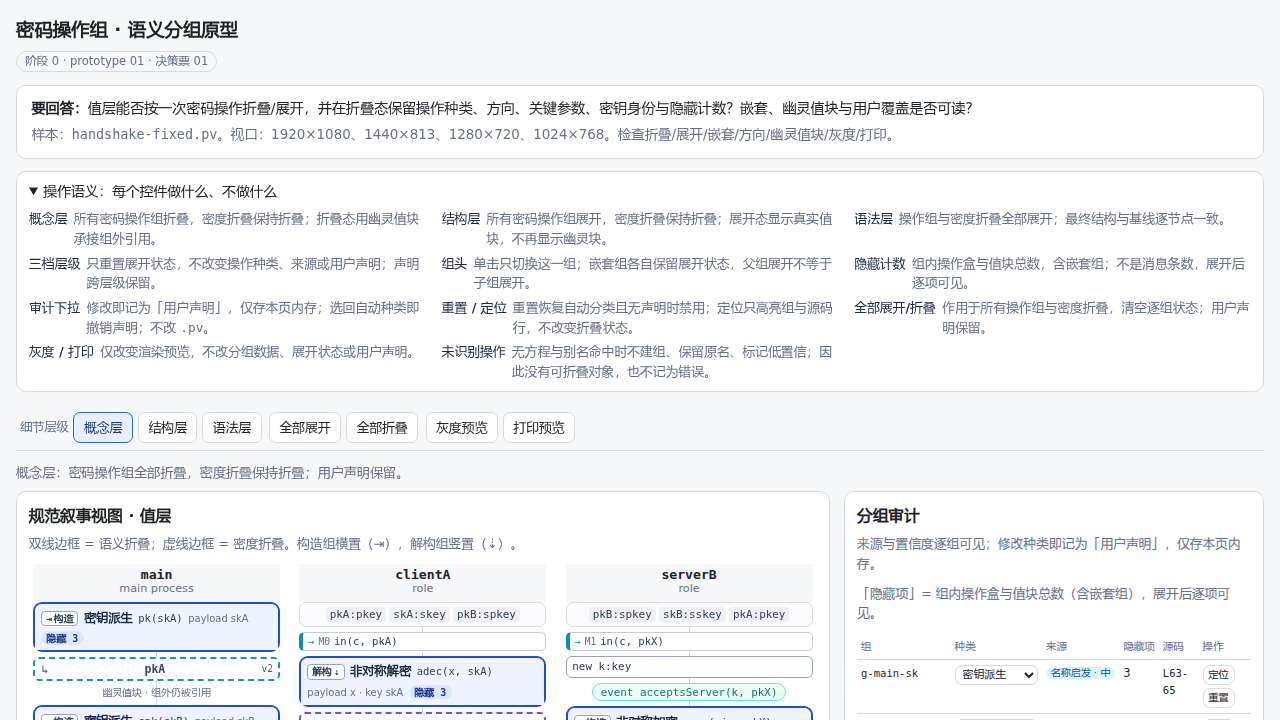 密码操作组 · 语义分组原型
阶段 0 · prototype 01 · 决策票 01
要回答：值层能否按一次密码操作折叠/展开，并在折叠态保留操作种类、方向、关键参数、密钥身份与隐藏计数？嵌套、幽灵值块与用户覆盖是否可读？
样本：handshake-fixed.pv。视口：1920×1080、1440×813、1280×720、1024×768。检查折叠/展开/嵌套/方向/幽灵值块/灰度/打印。
▼ 操作语义：每个控件做什么、不做什么
概念层 所有密码操作组折叠，密度折叠保持折叠；折叠态用幽灵值块
承接组外引用。
结构层 所有密码操作组展开，密度折叠保持折叠；展开态显示真实值
块，不再显示幽灵块。
语法层 操作组与密度折叠全部展开；最终结构与基线逐节点一致。
三档层级 只重置展开状态，不改变操作种类、来源或用户声明；声明
跨层级保留。
组头 单击只切换这一组；嵌套组各自保留展开状态，父组展开不等于
子组展开。
隐藏计数 组内操作盒与值块总数，含嵌套组；不是消息条数，展开后
逐项可见。
审计下拉 修改即记为「用户声明」，仅存本页内存；选回自动种类即
撤销声明；不改 .pv。
重置 / 定位 重置恢复自动分类且无声明时禁用；定位只高亮组与源码
行，不改变折叠状态。
全部展开/折叠 作用于所有操作组与密度折叠，清空逐组状态；用户声
明保留。
灰度 / 打印 仅改变渲染预览，不改分组数据、展开状态或用户声明。
未识别操作 无方程与别名命中时不建组、保留原名、标记低置信；因
此没有可折叠对象，也不记为错误。
细节层级 概念层 结构层 语法层 全部展开 全部折叠 灰度预览 打印预览
概念层：密码操作组全部折叠，密度折叠保持折叠；用户声明保留。
规范叙事视图 · 值层
双线边框 = 语义折叠；虚线边框 = 密度折叠。构造组横置（⇥），解构组竖置（⇣）。
main
main process
⇥构造 密钥派生 pk(skA) payload skA
隐藏 3
↳ pkA v2
幽灵值块 · 组外仍被引用
clientA
role
pkA:pkey skA:skey pkB:spkey
→ M0 in(c, pkA)
解构⇣ 非对称解密 adec(x, skA)
payload x · key skA 隐藏 3
serverB
role
pkB:spkey skB:sskey pkA:pkey
→ M1 in(c, pkX)
new k:key
event acceptsServer(k, pkX)
分组审计
来源与置信度逐组可见；修改种类即记为「用户声明」，仅存本页内
存。
「隐藏项」= 组内操作盒与值块总数（含嵌套组），展开后逐项可
见。
组 种类 来源 隐藏项 源码 操作
g-main-sk 密钥派生 名称启发 · 中 3 L63-
65 定位
重置